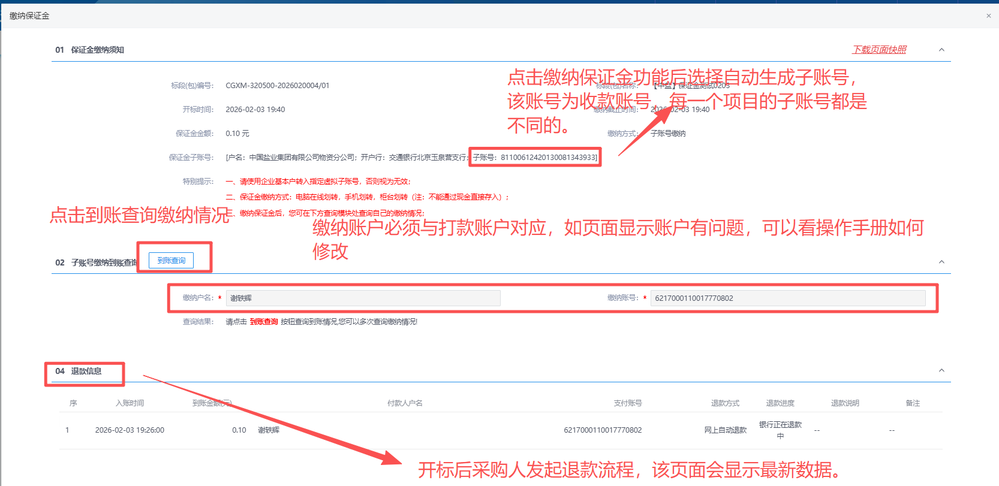 缴纳保证金
×
01 保证金缴纳须知
下载页面快照
点击缴纳保证金功能后选择自动生成子账号，
该账号为收款账号，每一个项目的子账号都是
不同的。
标段(包)编号: CGXM-320500-2026020004/01
标段(包)名称: 【中盐】保证金测试0203
开标时间: 2026-02-03 19:40
缴纳截止时间: 2026-02-03 19:40
保证金金额: 0.10 元
缴纳方式: 子账号缴纳
保证金子账号: [户名：中国盐业集团有限公司物资分公司；开户行：交通银行北京玉泉营支行；子账号：81100612420130081343933]
特别提示: 一、请使用企业基本户转入指定虚拟子账号，否则视为无效；
二、保证金缴纳方式：电脑在线划转，手机划转，柜台划转（注：不能通过现金直接存入）；
三、缴纳保证金后，您可在下方查询模块处查询自己的缴纳情况；
点击到账查询缴纳情况
缴纳账户必须与打款账户对应，如页面显示账户有问题，可以看操作手册如何
修改
02 子账号缴纳到账查询 到账查询
缴纳户名: * 谢轶辉
缴纳账号: * 6217000110017770802
查询结果: 请点击 到账查询 按钮查询到账情况,您可以多次查询缴纳情况!
04 退款信息
序 入账时间 到账金额(元) 付款人户名 支付账号 退款方式 退款进度 退款说明 备注
1 2026-02-03 19:26:00 0.10 谢轶辉 6217000110017770802 网上自动退款 银行正在退款 -- --
中
开标后采购人发起退款流程，该页面会显示最新数据。